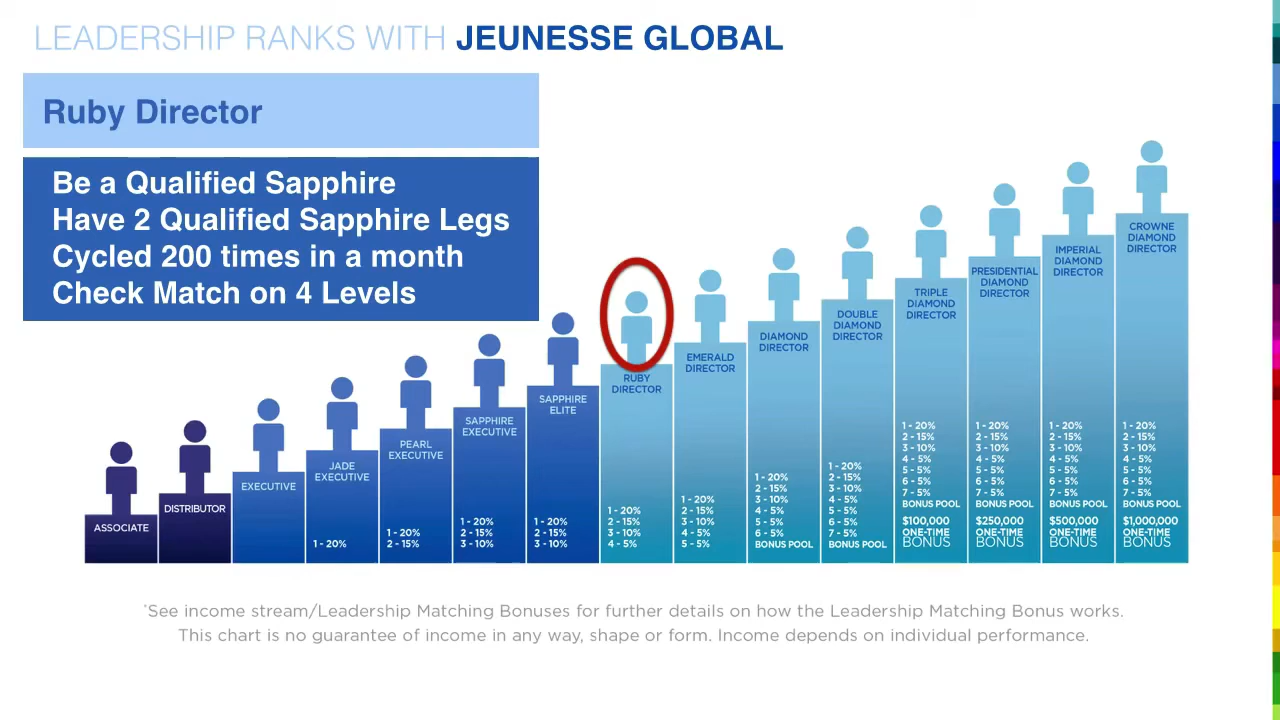 LEADERSHIP RANKS WITH JEUNESSE GLOBAL
Ruby Director
Be a Qualified Sapphire
Have 2 Qualified Sapphire Legs
Cycled 200 times in a month
Check Match on 4 Levels
ASSOCIATE
DISTRIBUTOR
EXECUTIVE
JADE
EXECUTIVE
1 - 20%
PEARL
EXECUTIVE
1 - 20%
2 - 15%
SAPPHIRE
EXECUTIVE
1 - 20%
2 - 15%
3 - 10%
SAPPHIRE
ELITE
1 - 20%
2 - 15%
3 - 10%
RUBY
DIRECTOR
1 - 20%
2 - 15%
3 - 10%
4 - 5%
EMERALD
DIRECTOR
1 - 20%
2 - 15%
3 - 10%
4 - 5%
5 - 5%
DIAMOND
DIRECTOR
1 - 20%
2 - 15%
3 - 10%
4 - 5%
5 - 5%
6 - 5%
BONUS POOL
DOUBLE
DIAMOND
DIRECTOR
1 - 20%
2 - 15%
3 - 10%
4 - 5%
5 - 5%
6 - 5%
7 - 5%
BONUS POOL
TRIPLE
DIAMOND
DIRECTOR
1 - 20%
2 - 15%
3 - 10%
4 - 5%
5 - 5%
6 - 5%
7 - 5%
BONUS POOL
$100,000
ONE-TIME
BONUS
PRESIDENTIAL
DIAMOND
DIRECTOR
1 - 20%
2 - 15%
3 - 10%
4 - 5%
5 - 5%
6 - 5%
7 - 5%
BONUS POOL
$250,000
ONE-TIME
BONUS
IMPERIAL
DIAMOND
DIRECTOR
1 - 20%
2 - 15%
3 - 10%
4 - 5%
5 - 5%
6 - 5%
7 - 5%
BONUS POOL
$500,000
ONE-TIME
BONUS
CROWNE
DIAMOND
DIRECTOR
1 - 20%
2 - 15%
3 - 10%
4 - 5%
5 - 5%
6 - 5%
7 - 5%
BONUS POOL
$1,000,000
ONE-TIME
BONUS
*See income stream/Leadership Matching Bonuses for further details on how the Leadership Matching Bonus works.
This chart is no guarantee of income in any way, shape or form. Income depends on individual performance.